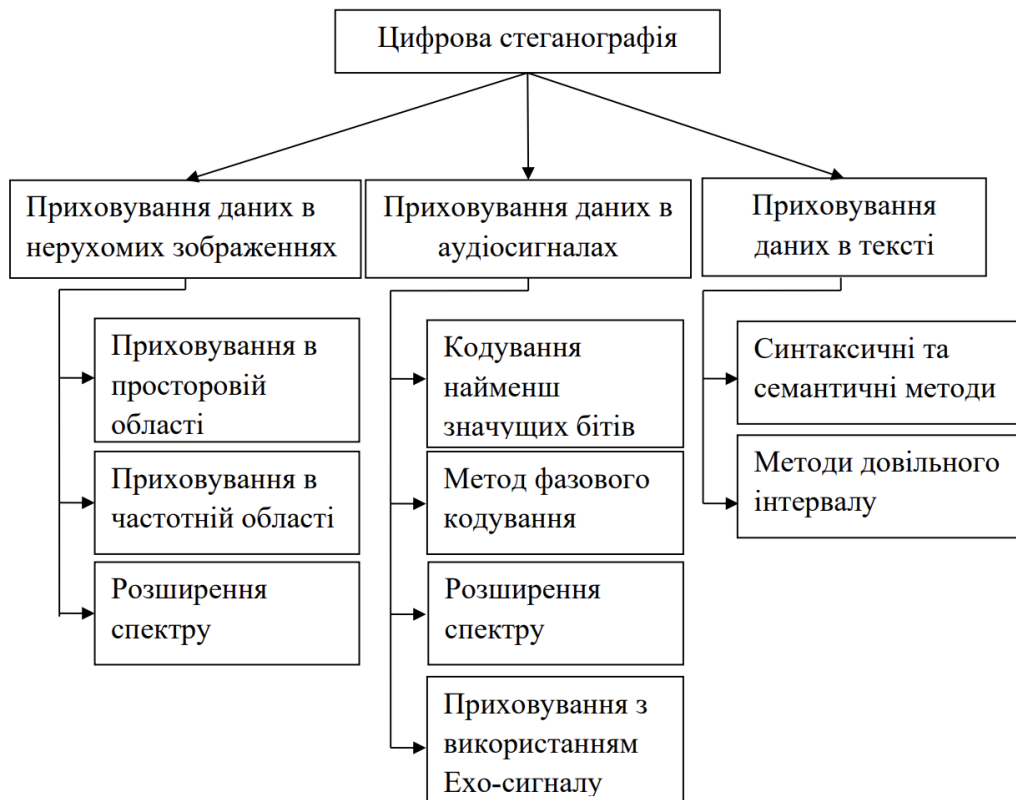 Цифрова стеганографія
Приховування даних в
нерухомих зображеннях
Приховування даних в
аудіосигналах
Приховування
даних в тексті
Приховування в
просторовій
області
Приховування в
частотній області
Розширення
спектру
Кодування
найменш
значущих бітів
Метод фазового
кодування
Розширення
спектру
Приховування з
використанням
Ехо-сигналу
Синтаксичні та
семантичні методи
Методи довільного
інтервалу